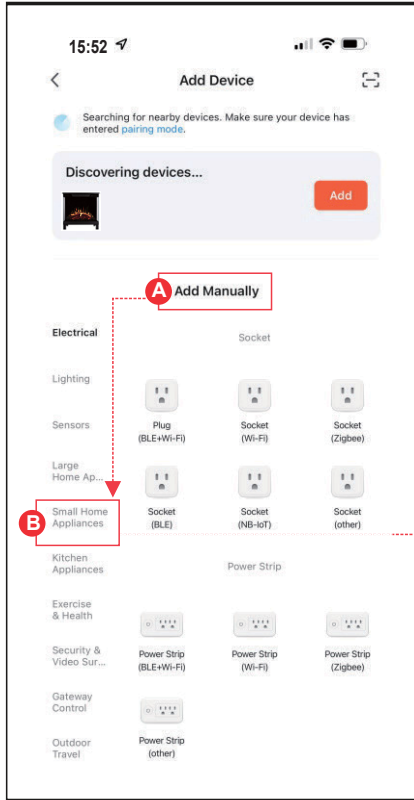 15:52
Add Device
Searching for nearby devices. Make sure your device has
entered pairing mode.
Discovering devices...
Add
A
Add Manually
Electrical
Socket
Lighting
Sensors
Plug
(BLE+Wi-Fi)
Socket
(Wi-Fi)
Socket
(Zigbee)
Large
Home Ap...
B
Small Home
Appliances
Socket
(BLE)
Socket
(NB-IoT)
Socket
(other)
Kitchen
Appliances
Power Strip
Exercise
& Health
Security &
Video Sur...
Power Strip
(BLE+Wi-Fi)
Power Strip
(Wi-Fi)
Power Strip
(Zigbee)
Gateway
Control
Outdoor
Travel
Power Strip
(other)